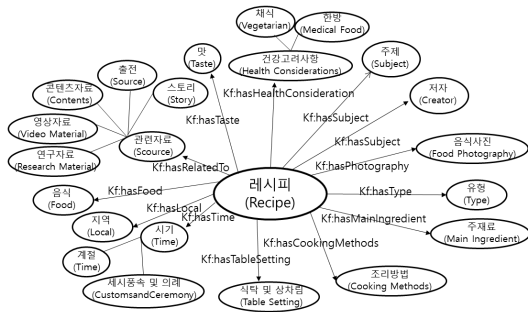 채식
(Vegetarian)
한방
(Medical Food)
맛
(Taste)
건강고려사항
(Health Considerations)
주제
(Subject)
출전
(Source)
콘텐츠자료
(Contents)
스토리
(Story)
저자
(Creator)
영상자료
(Video Material)
연구자료
(Research Material)
관련자료
(Scource)
음식사진
(Food Photography)
Kf:hasTaste
Kf:hasHealthConsideration
Kf:hasSubject
Kf:hasSubject
Kf:hasRelatedTo
Kf:hasPhotography
레시피
(Recipe)
음식
(Food)
Kf:hasFood
Kf:hasType
유형
(Type)
지역
(Local)
Kf:hasLocal
Kf:hasTime
시기
(Time)
Kf:hasMainIngredient
주재료
(Main Ingredient)
계절
(Time)
Kf:hasCookingMethods
Kf:hasTableSetting
세시풍속 및 의례
(CustomsandCeremony)
식탁 및 상차림
(Table Setting)
조리방법
(Cooking Methods)